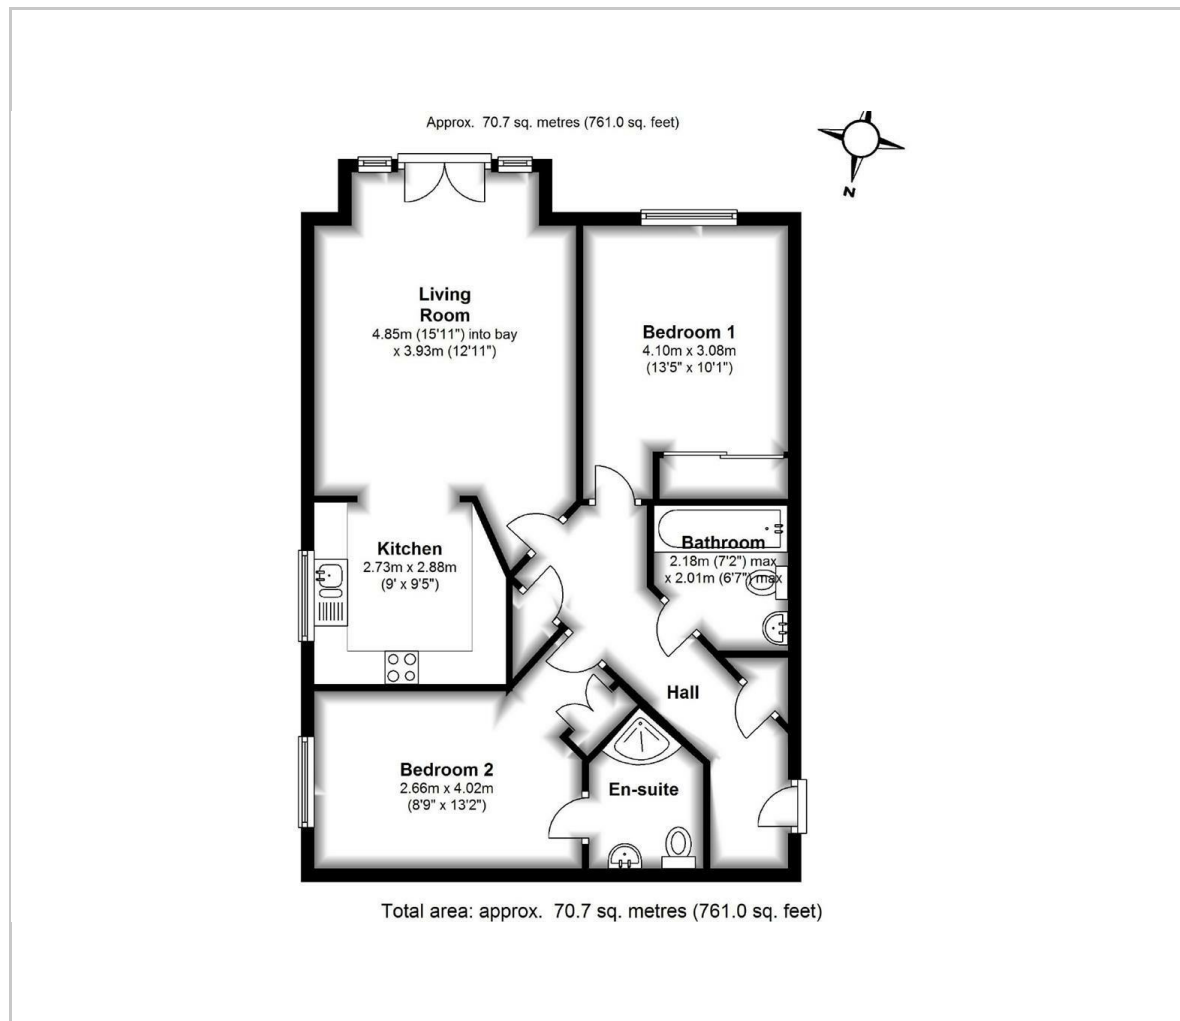 Approx. 70.7 sq. metres (761.0 sq. feet)
N
Living
Room
4.85m (15'11") into bay
x 3.93m (12'11")
Bedroom 1
4.10m x 3.08m
(13'5" x 10'1")
Kitchen
2.73m x 2.88m
(9' x 9'5")
Bathroom
2.18m (7'2") max
x 2.01m (6'7") max
Hall
Bedroom 2
2.66m x 4.02m
(8'9" x 13'2")
En-suite
Total area: approx. 70.7 sq. metres (761.0 sq. feet)